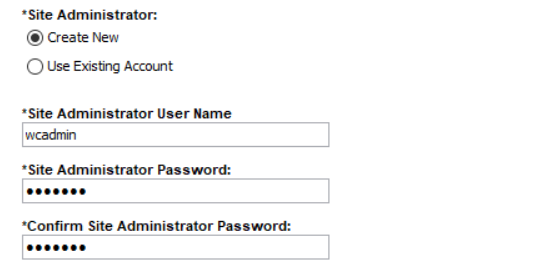 *Site Administrator:
Create New
Use Existing Account
*Site Administrator User Name
wcadmin
*Site Administrator Password:
•••••••
*Confirm Site Administrator Password:
•••••••